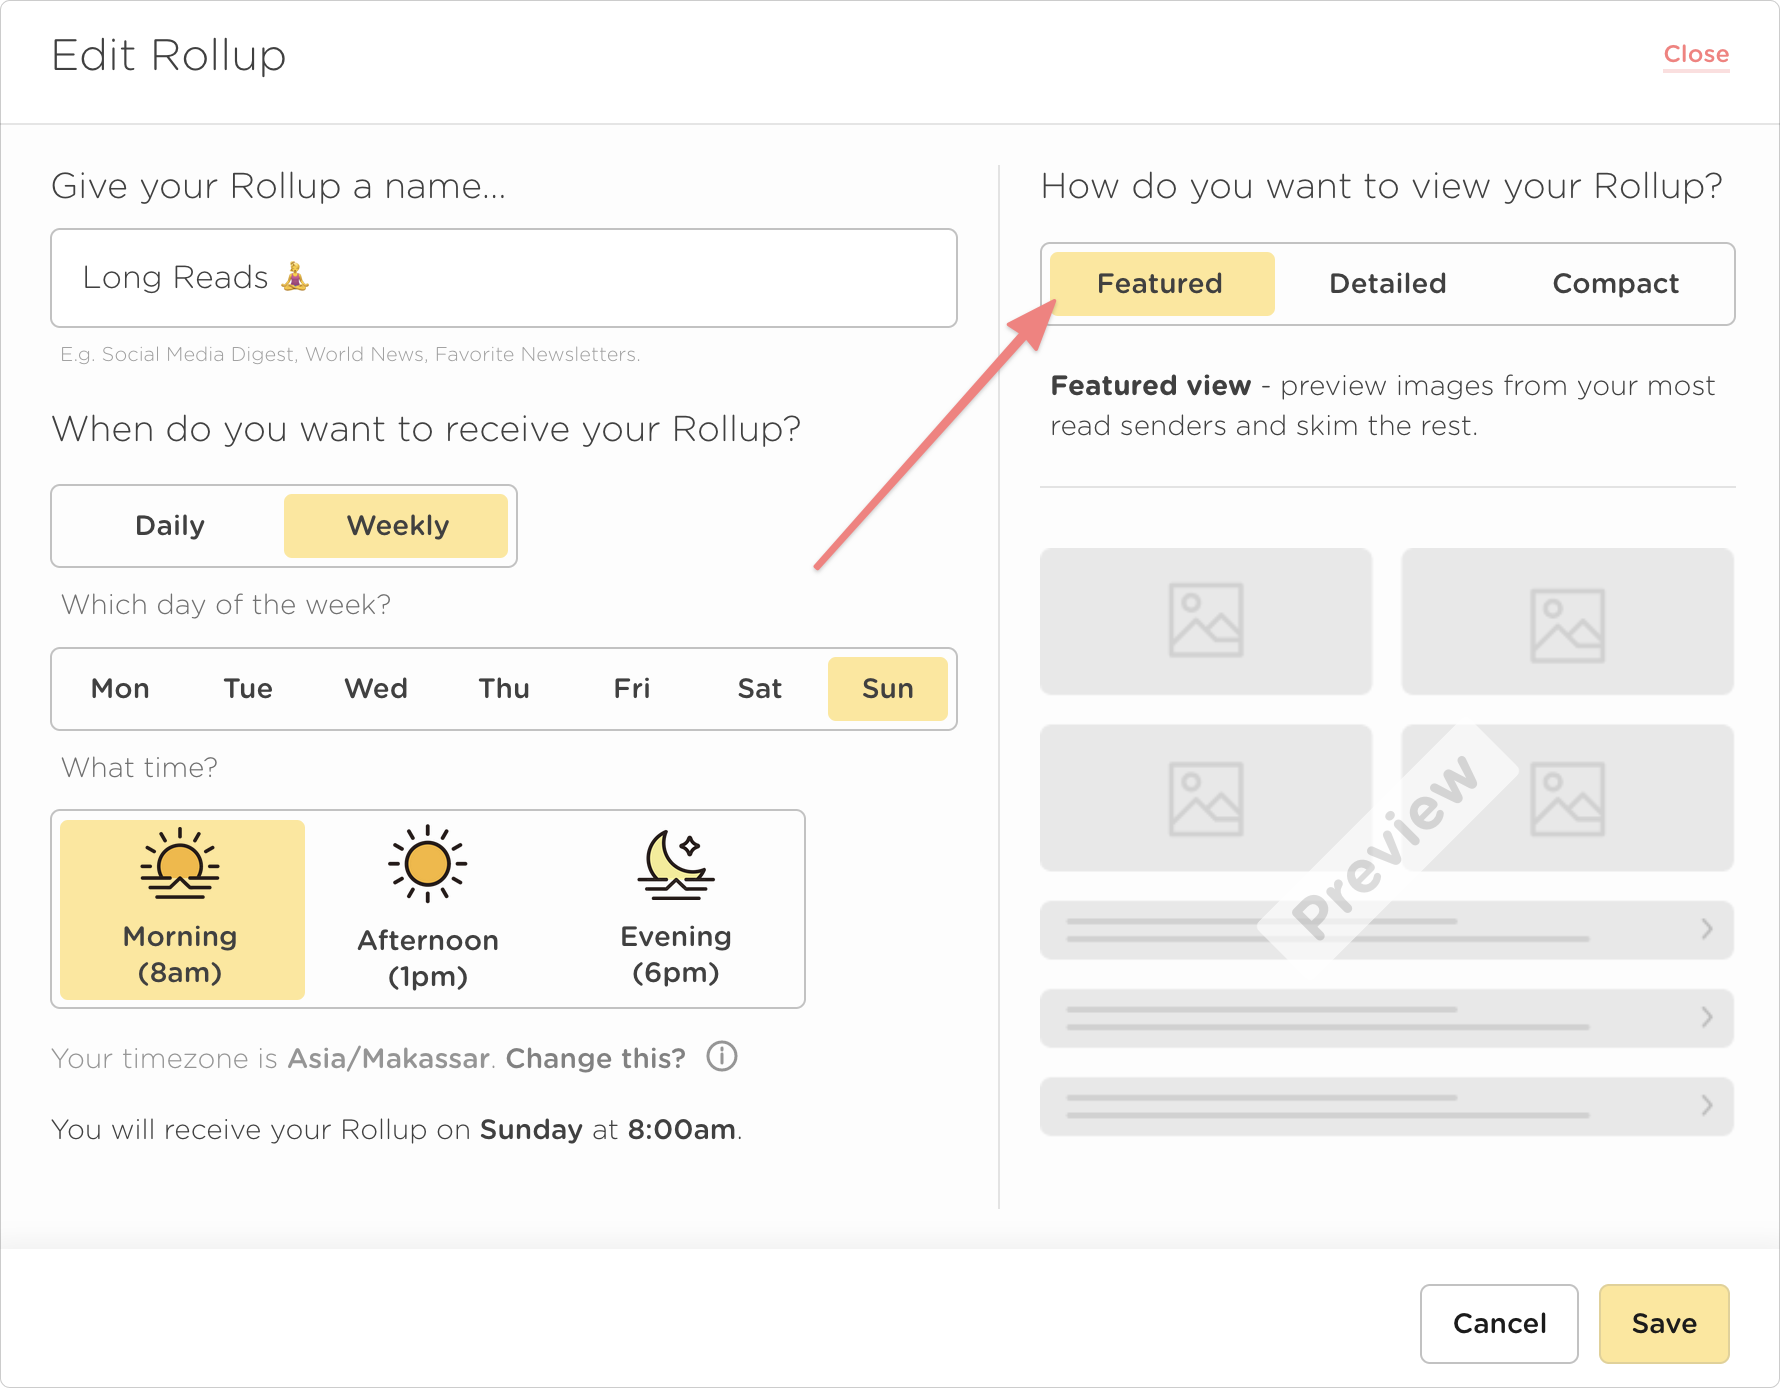 Edit Rollup
Close
Give your Rollup a name...
Long Reads 🧘‍♀️
E.g. Social Media Digest, World News, Favorite Newsletters.
When do you want to receive your Rollup?
Daily Weekly
Which day of the week?
Mon Tue Wed Thu Fri Sat Sun
What time?
Morning
(8am)
Afternoon
(1pm)
Evening
(6pm)
Your timezone is Asia/Makassar. Change this?
You will receive your Rollup on Sunday at 8:00am.
How do you want to view your Rollup?
Featured Detailed Compact
Featured view - preview images from your most
read senders and skim the rest.
Preview
Cancel Save